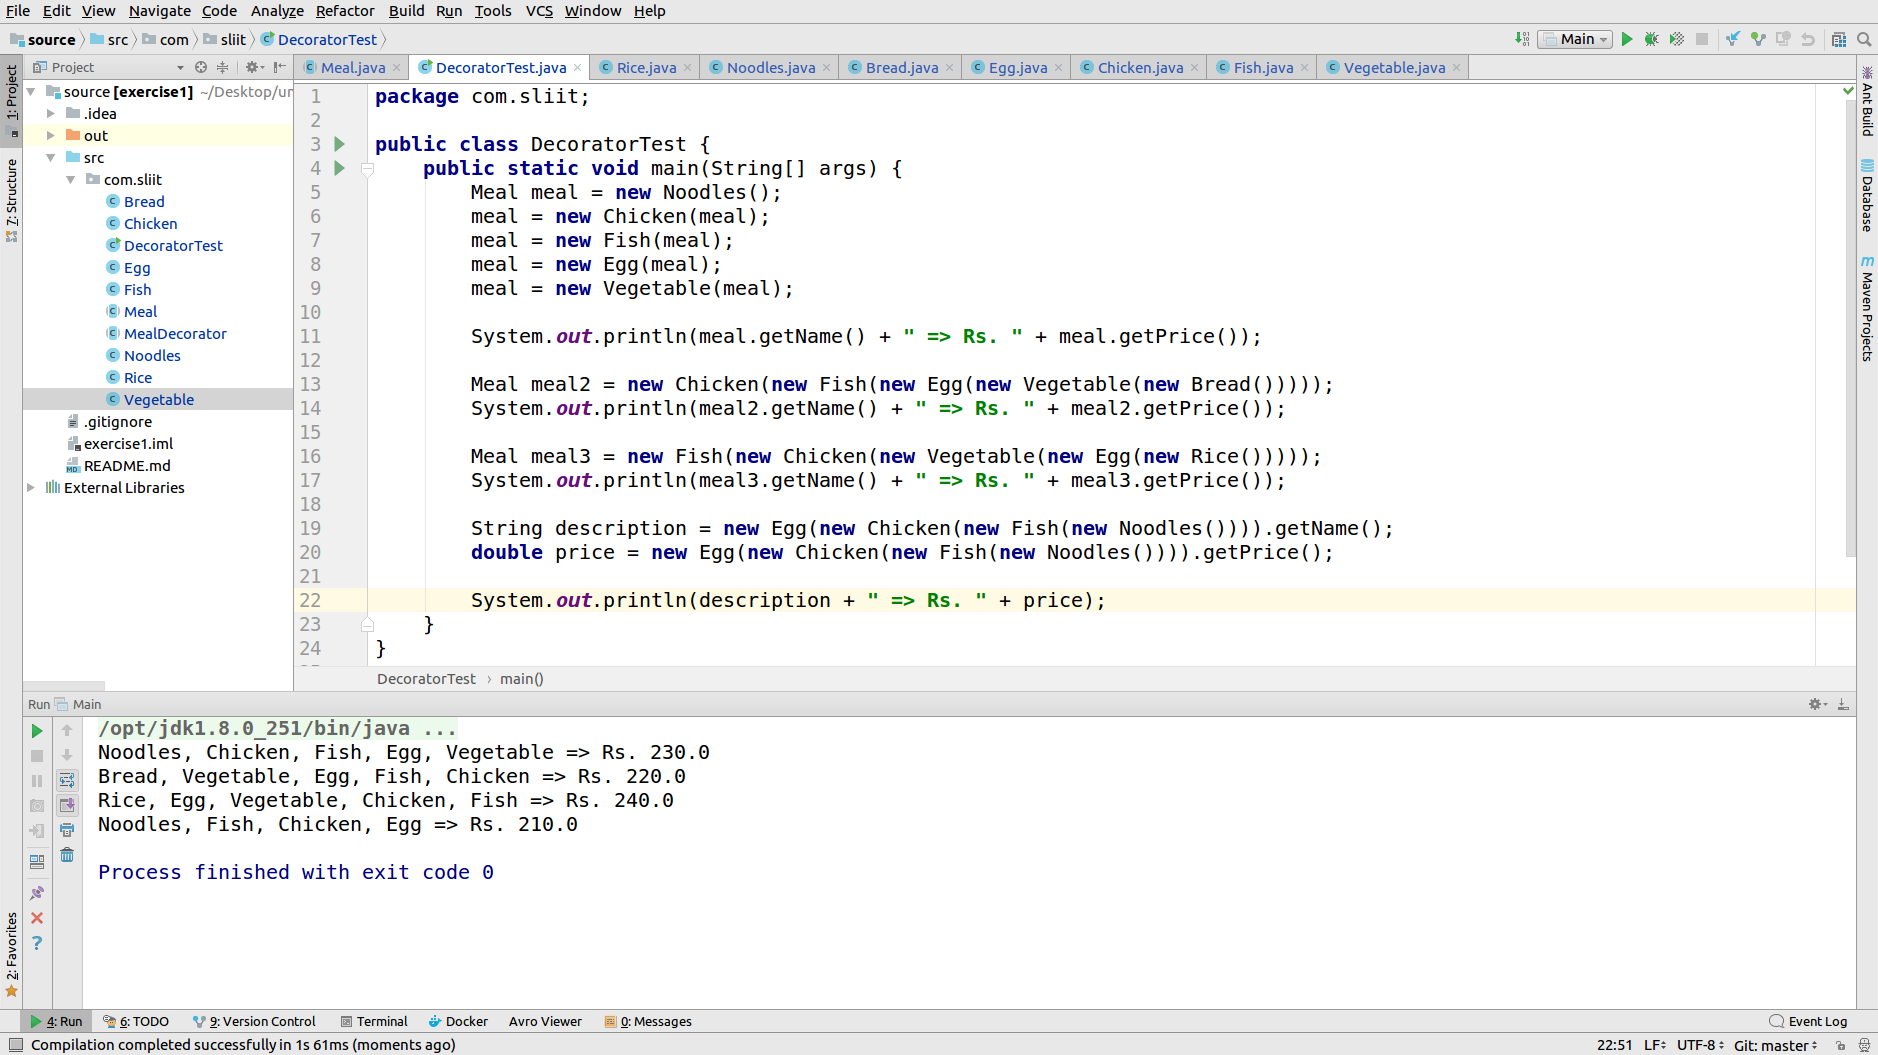 File Edit View Navigate Code Analyze Refactor Build Run Tools VCS Window Help
source src com sliit DecoratorTest Main
1: Project
7: Structure
2: Favorites
Project
source [exercise1] ~/Desktop/ur
.idea
out
src
com.sliit
Bread
Chicken
DecoratorTest
Egg
Fish
Meal
MealDecorator
Noodles
Rice
Vegetable
.gitignore
exercise1.iml
README.md
External Libraries
Meal.java DecoratorTest.java Rice.java Noodles.java Bread.java Egg.java Chicken.java Fish.java Vegetable.java
1 package com.sliit;
2
3 public class DecoratorTest {
4 public static void main(String[] args) {
5 Meal meal = new Noodles();
6 meal = new Chicken(meal);
7 meal = new Fish(meal);
8 meal = new Egg(meal);
9 meal = new Vegetable(meal);
10
11 System.out.println(meal.getName() + " => Rs. " + meal.getPrice());
12
13 Meal meal2 = new Chicken(new Fish(new Egg(new Vegetable(new Bread()))));
14 System.out.println(meal2.getName() + " => Rs. " + meal2.getPrice());
15
16 Meal meal3 = new Fish(new Chicken(new Vegetable(new Egg(new Rice()))));
17 System.out.println(meal3.getName() + " => Rs. " + meal3.getPrice());
18
19 String description = new Egg(new Chicken(new Fish(new Noodles()))).getName();
20 double price = new Egg(new Chicken(new Fish(new Noodles()))).getPrice();
21
22 System.out.println(description + " => Rs. " + price);
23 }
24 }
DecoratorTest › main()
Ant Build
Database
Maven Projects
Run Main
/opt/jdk1.8.0_251/bin/java ...
Noodles, Chicken, Fish, Egg, Vegetable => Rs. 230.0
Bread, Vegetable, Egg, Fish, Chicken => Rs. 220.0
Rice, Egg, Vegetable, Chicken, Fish => Rs. 240.0
Noodles, Fish, Chicken, Egg => Rs. 210.0
Process finished with exit code 0
4: Run 6: TODO 9: Version Control Terminal Docker Avro Viewer 0: Messages Event Log
Compilation completed successfully in 1s 61ms (moments ago) 22:51 LF UTF-8 Git: master